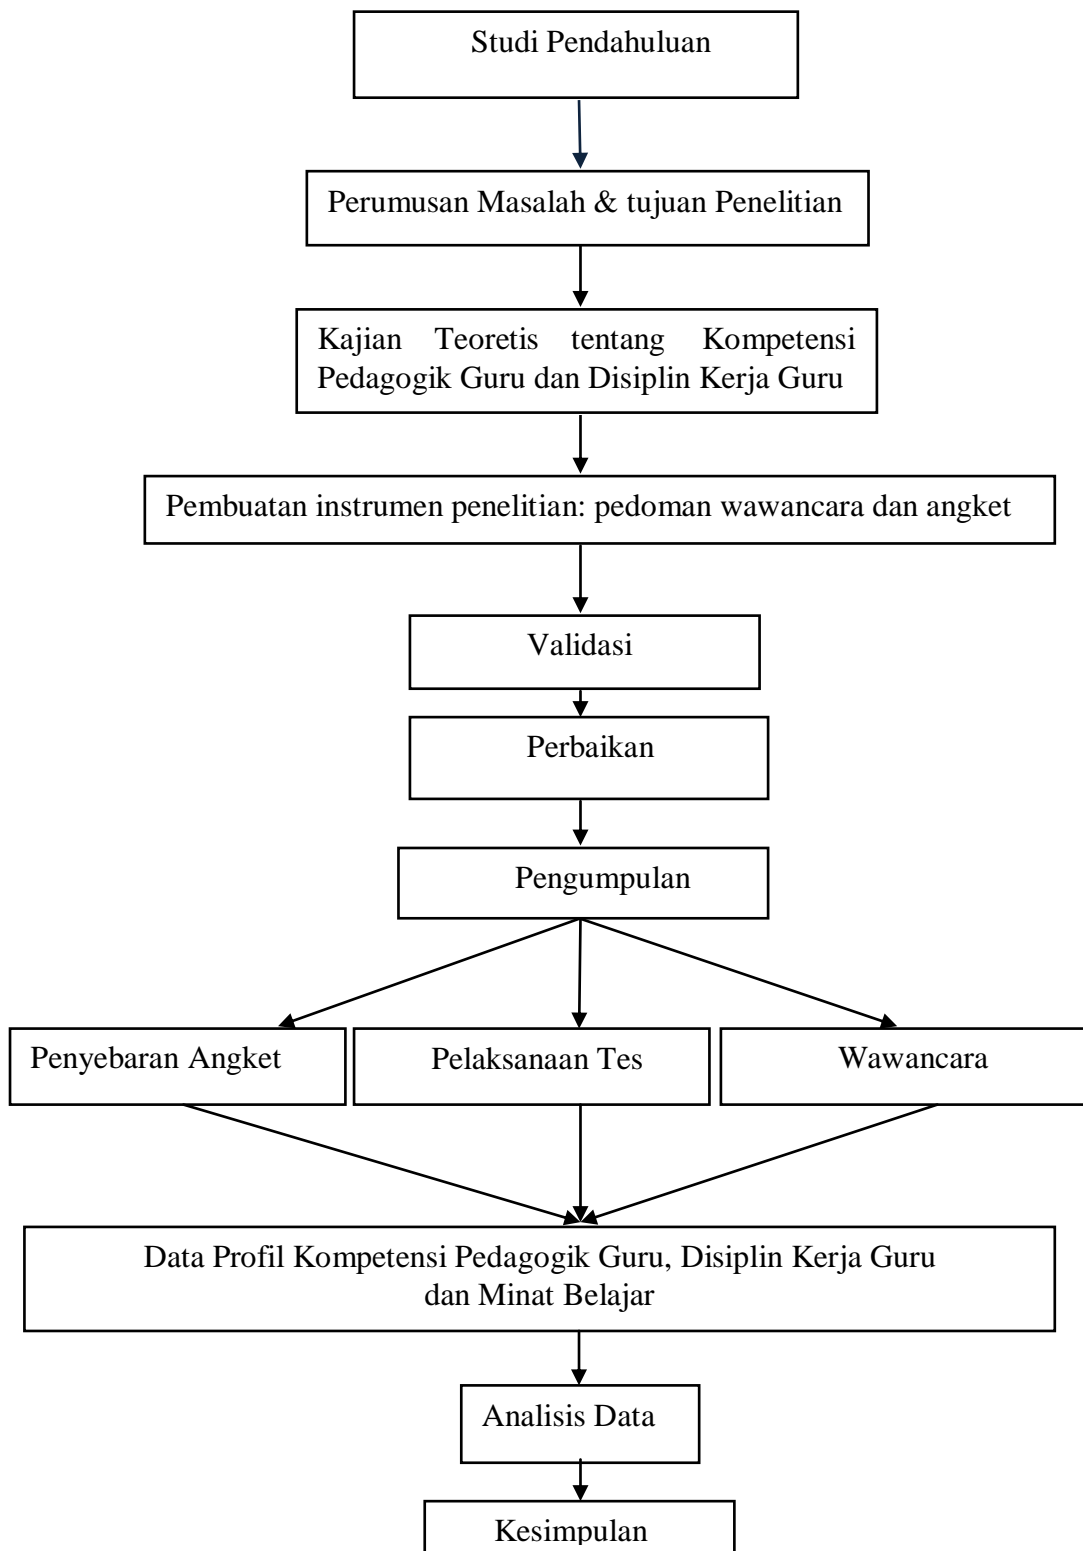 Studi Pendahuluan
Perumusan Masalah & tujuan Penelitian
Kajian Teoretis tentang Kompetensi
Pedagogik Guru dan Disiplin Kerja Guru
Pembuatan instrumen penelitian: pedoman wawancara dan angket
Validasi
Perbaikan
Pengumpulan
Penyebaran Angket
Pelaksanaan Tes
Wawancara
Data Profil Kompetensi Pedagogik Guru, Disiplin Kerja Guru
dan Minat Belajar
Analisis Data
Kesimpulan